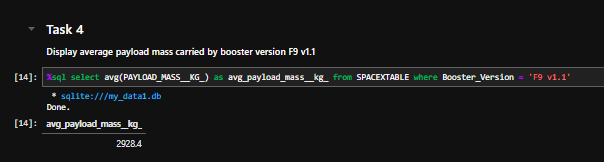 Task 4
Display average payload mass carried by booster version F9 v1.1
[14]: %sql select avg(PAYLOAD_MASS__KG_) as avg_payload_mass__kg_ from SPACEXTABLE where Booster_Version = 'F9 v1.1'
* sqlite:///my_data1.db
Done.
[14]: avg_payload_mass__kg_
2928.4